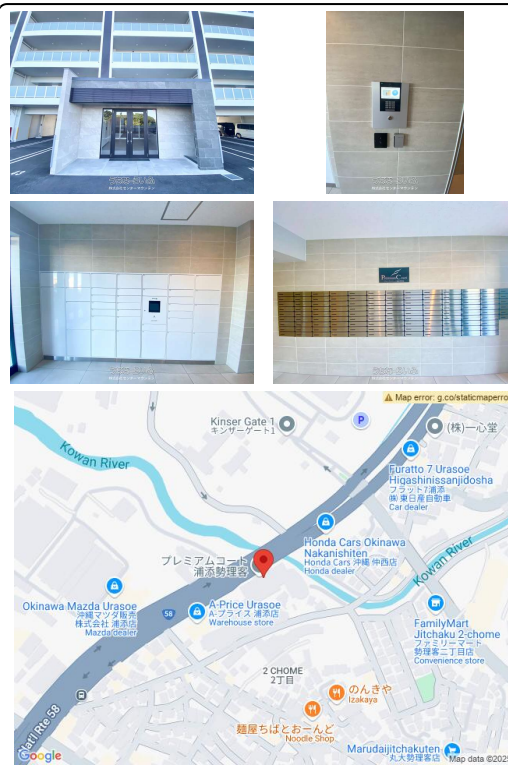 Premium Court
Map error: g.co/staticmaperro
Kinser Gate 1
キンザーゲート1
P
(株)一心堂
Kowan River
Furatto 7 Urasoe
Higashinissanjidosha
フラット7浦添
㈱東日産自動車
Car dealer
Honda Cars Okinawa
Nakanishiten
Honda Cars 沖縄 仲西店
Honda dealer
Kowan River
プレミアムコート
浦添勢理客
Okinawa Mazda Urasoe
沖縄マツダ販売
株式会社 浦添店
Mazda dealer
58
A-Price Urasoe
A-プライス 浦添店
Warehouse store
FamilyMart
Jitchaku 2-chome
ファミリーマート
勢理客二丁目店
Convenience store
2 CHOME
2丁目
のんきや
Izakaya
麺屋ちばとおーんど
Noodle Shop
Nat'l Rte 58
Marudaijitchakuten
丸大勢理客店
Google
Map data ©2025